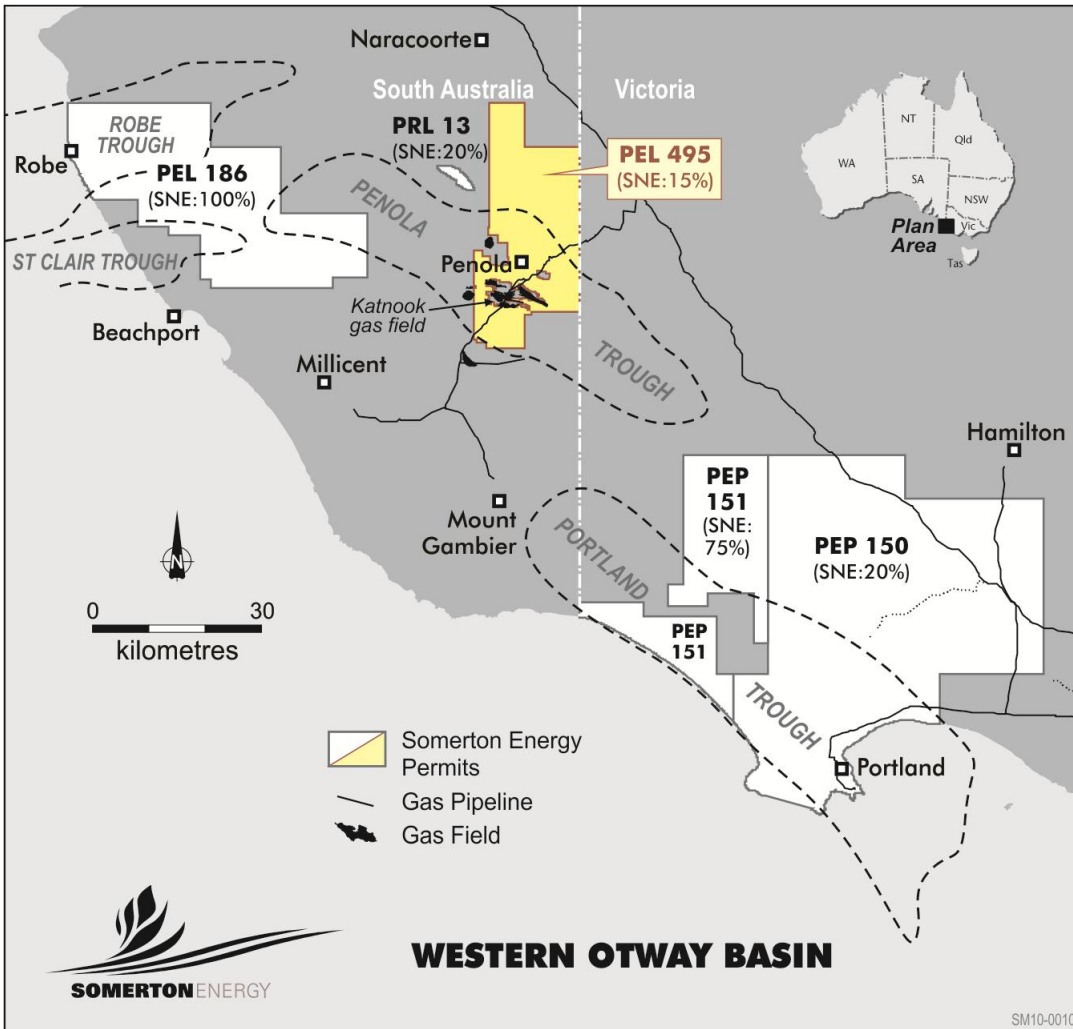 Naracoorte
South Australia
Victoria
ROBE
TROUGH
Robe
PEL 186
(SNE:100%)
ST CLAIR TROUGH
Beachport
PRL 13
(SNE:20%)
PEL 495
(SNE:15%)
PENOLA
TROUGH
Penola
Katnook
gas field
Millicent
Mount
Gambier
WA
NT
SA
Qld
NSW
Vic
Tas
Plan
Area
Hamilton
PEP
151
(SNE:
75%)
PEP 150
(SNE:20%)
PORTLAND
TROUGH
PEP
151
Portland
N
0
30
kilometres
Somerton Energy
Permits
Gas Pipeline
Gas Field
SOMERTONENERGY
WESTERN OTWAY BASIN
SM10-0010